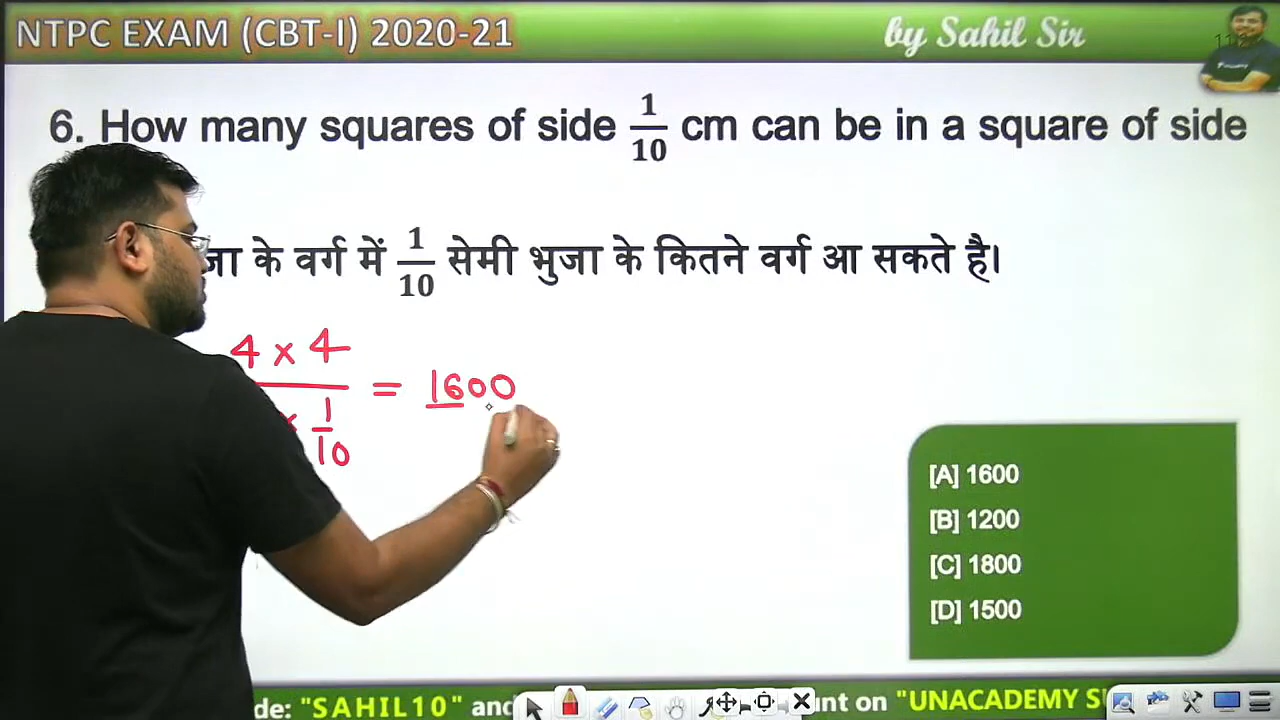 NTPC EXAM (CBT-I) 2020-21
by Sahil Sir
6. How many squares of side 1/10 cm can be in a square of side
के वर्ग में 1/10 सेमी भुजा के कितने वर्ग आ सकते है।
4 × 4
= 1600
× 1/10
[A] 1600
[B] 1200
[C] 1800
[D] 1500
de: "SAHIL10" and
nt on "UNACADEMY S